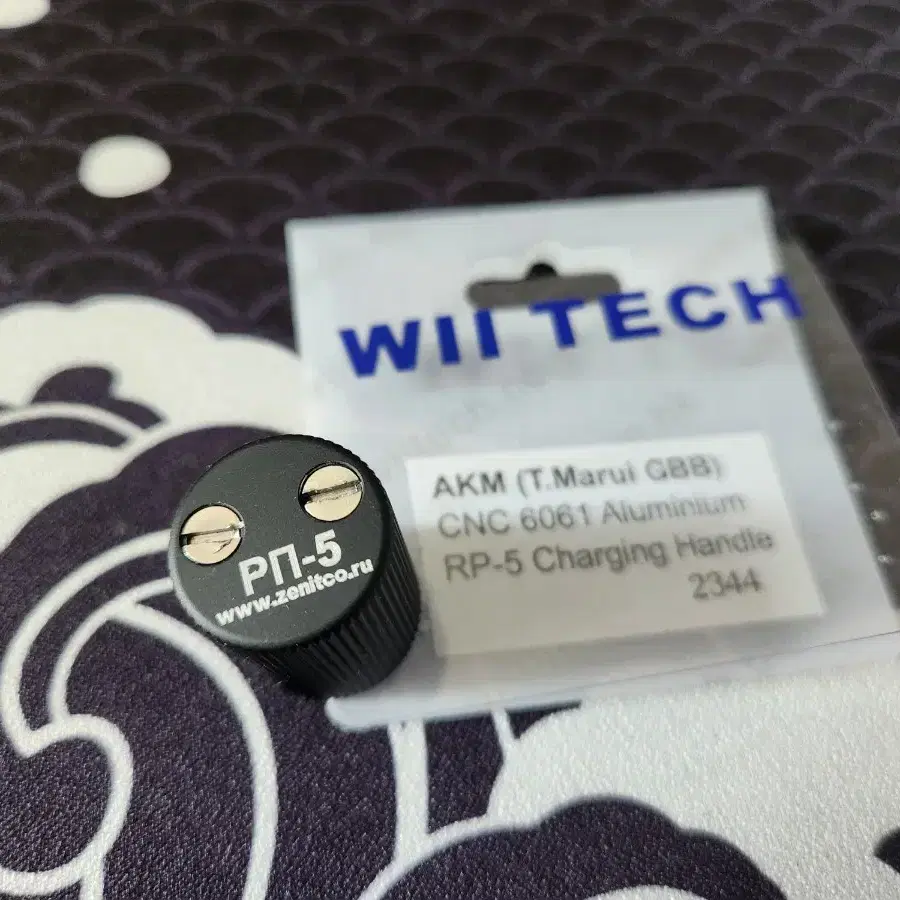 WII TECH
AKM (T.Marui GBB)
CNC 6061 Aluminium
RP-5 Charging Handle
2344
РП-5
www.zenitco.ru